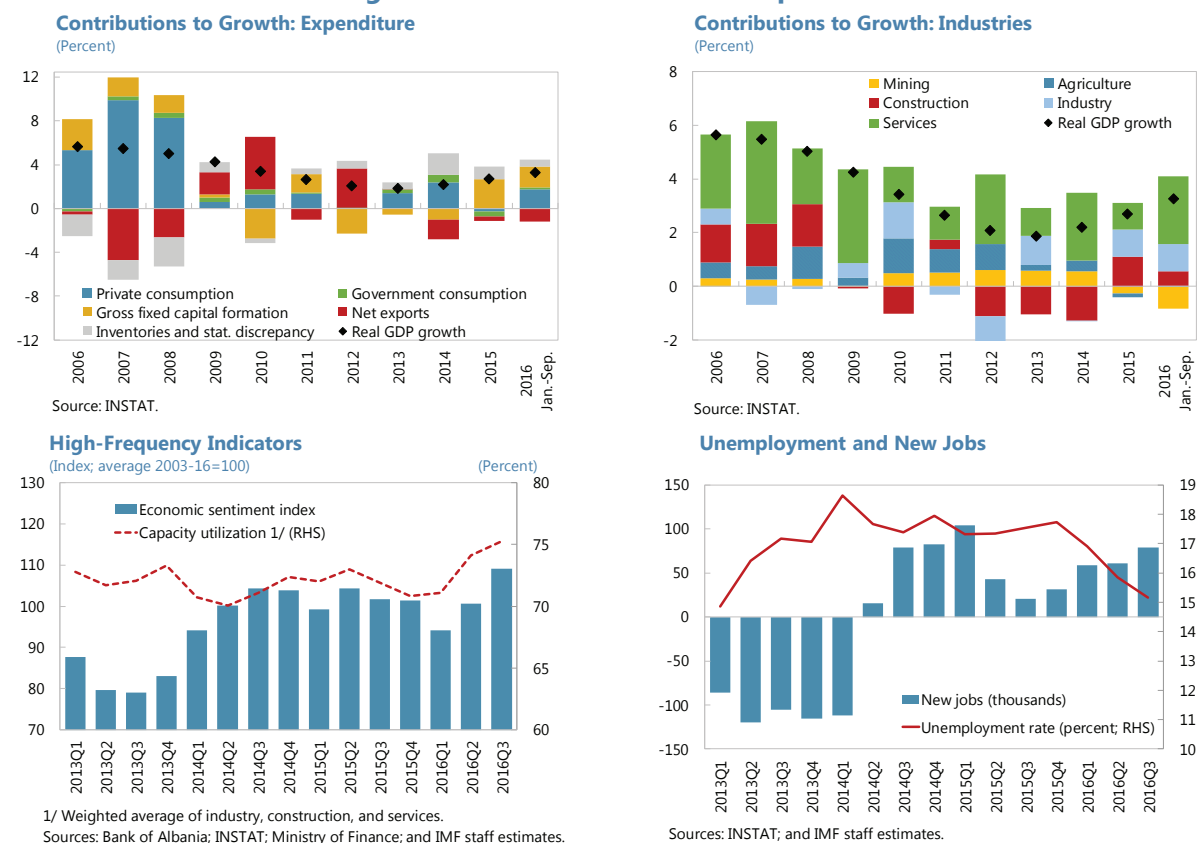 Contributions to Growth: Expenditure
(Percent)
12
8
4
0
-4
-8
-12
Private consumption
Government consumption
Gross fixed capital formation
Net exports
Inventories and stat. discrepancy
Real GDP growth
2006
2007
2008
2009
2010
2011
2012
2013
2014
2015
2016
Jan.-Sep.
Source: INSTAT.
Contributions to Growth: Industries
(Percent)
8
6
4
2
0
-2
Mining
Agriculture
Construction
Industry
Services
Real GDP growth
2006
2007
2008
2009
2010
2011
2012
2013
2014
2015
2016
Jan.-Sep.
Source: INSTAT.
High-Frequency Indicators
(Index; average 2003-16=100)
(Percent)
130
120
110
100
90
80
70
80
75
70
65
60
Economic sentiment index
Capacity utilization 1/ (RHS)
2013Q1
2013Q2
2013Q3
2013Q4
2014Q1
2014Q2
2014Q3
2014Q4
2015Q1
2015Q2
2015Q3
2015Q4
2016Q1
2016Q2
2016Q3
1/ Weighted average of industry, construction, and services.
Sources: Bank of Albania; INSTAT; Ministry of Finance; and IMF staff estimates.
Unemployment and New Jobs
150
100
50
0
-50
-100
-150
19
18
17
16
15
14
13
12
11
10
New jobs (thousands)
Unemployment rate (percent; RHS)
2013Q1
2013Q2
2013Q3
2013Q4
2014Q1
2014Q2
2014Q3
2014Q4
2015Q1
2015Q2
2015Q3
2015Q4
2016Q1
2016Q2
2016Q3
Sources: INSTAT; and IMF staff estimates.